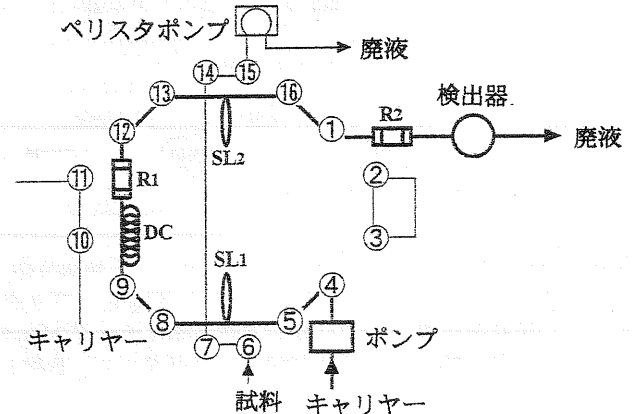 ペリスタポンプ
廃液
⑭ ⑮
⑬ ⑯
検出器
⑫ ① R2
廃液
SL2
⑪ R1 ②
⑩ DC ③
SL1
⑨ ④
⑧ ⑤
キャリヤー ⑦ ⑥ ポンプ
試料 キャリヤー